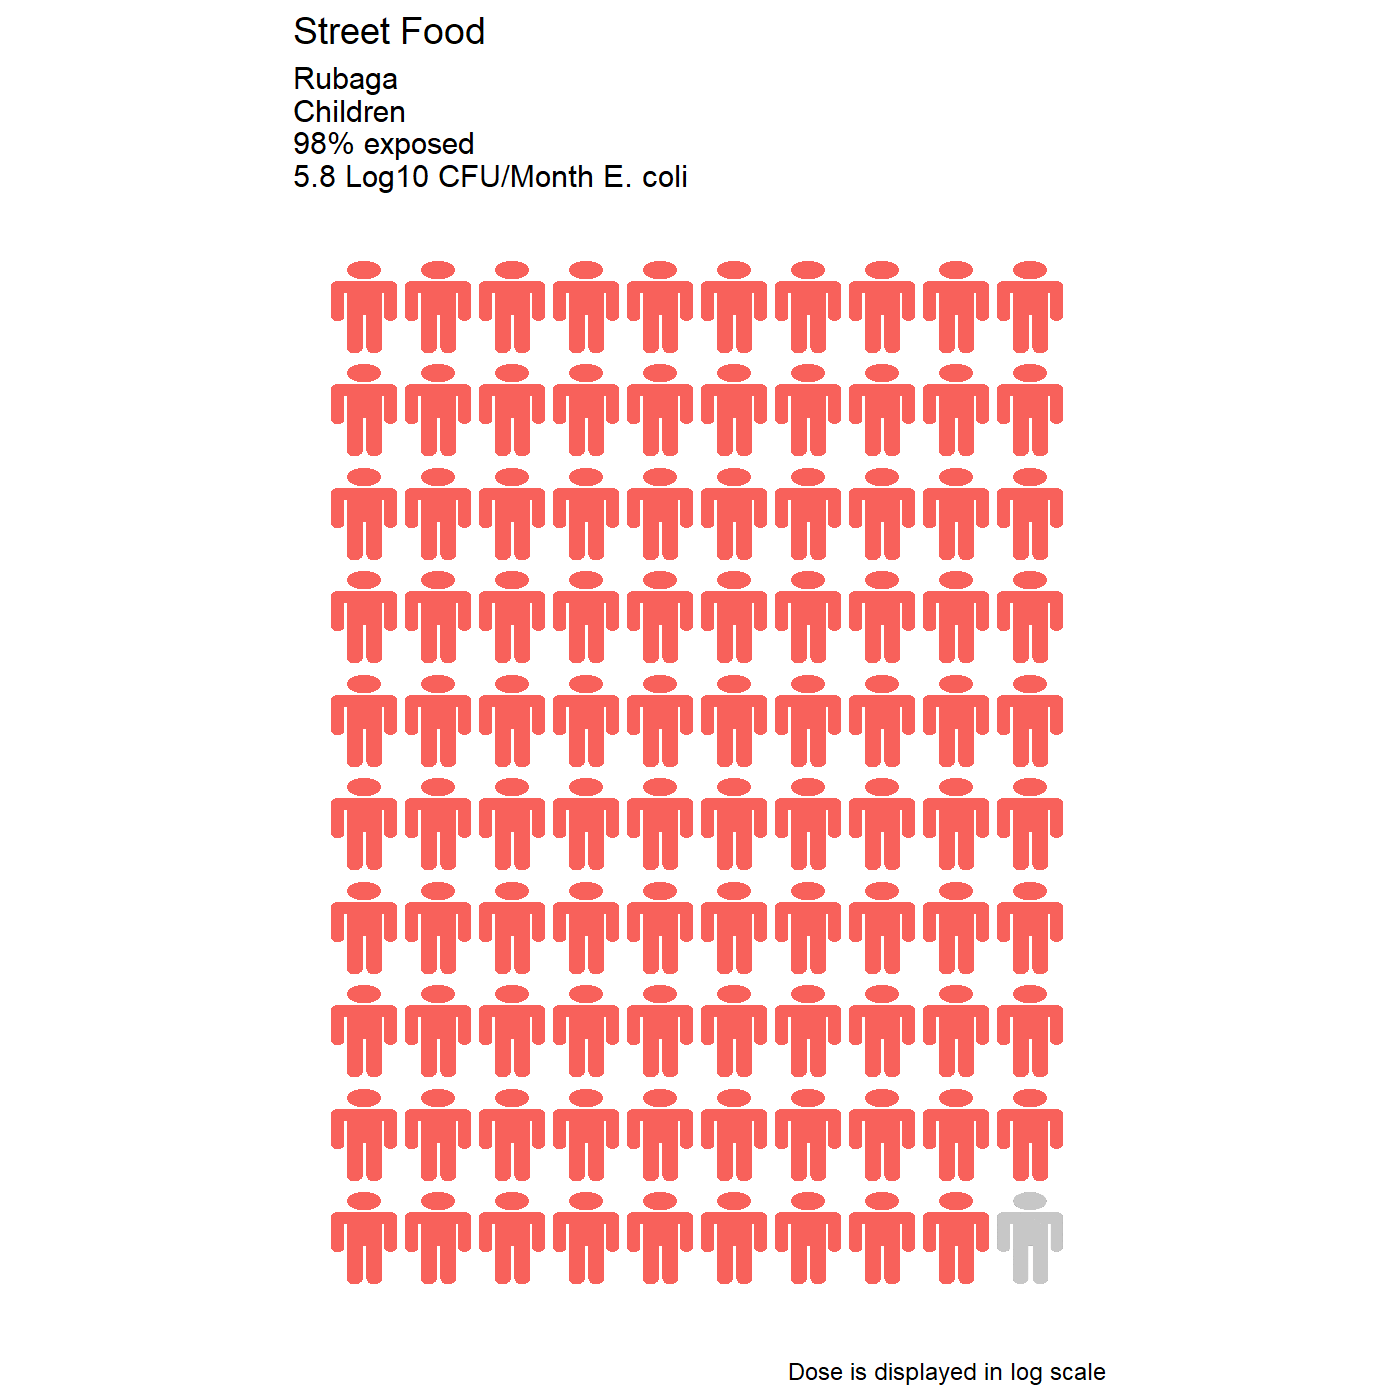 Street Food
Rubaga
Children
98% exposed
5.8 Log10 CFU/Month E. coli
Dose is displayed in log scale